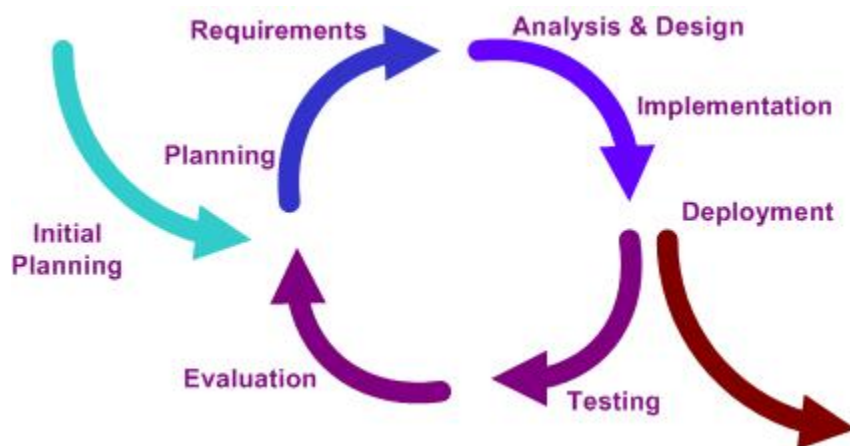 Requirements
Analysis & Design
Implementation
Planning
Deployment
Initial
Planning
Evaluation
Testing